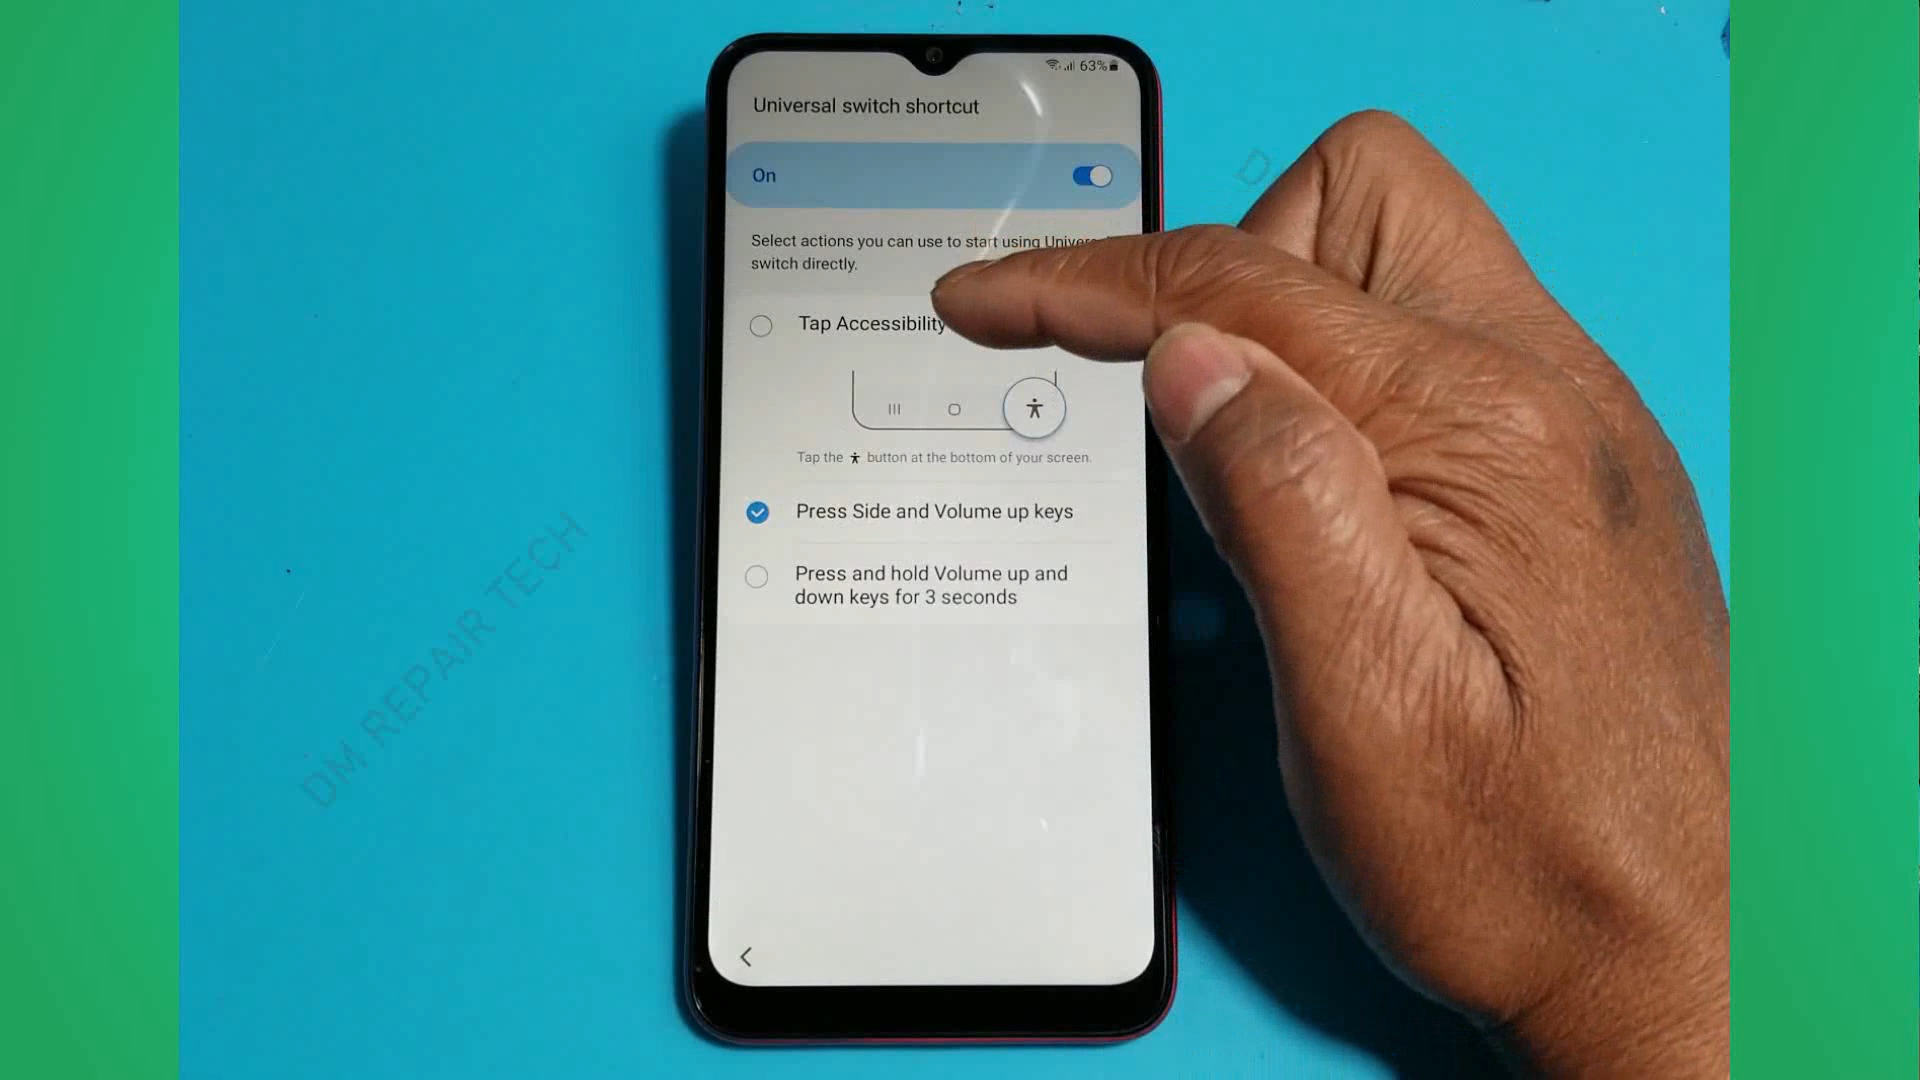 63%
Universal switch shortcut
On
Select actions you can use to start using
switch directly.
Tap Accessibility
Tap the button at the bottom of your screen.
Press Side and Volume up keys
Press and hold Volume up and
down keys for 3 seconds
DM REPAIR TECH
D